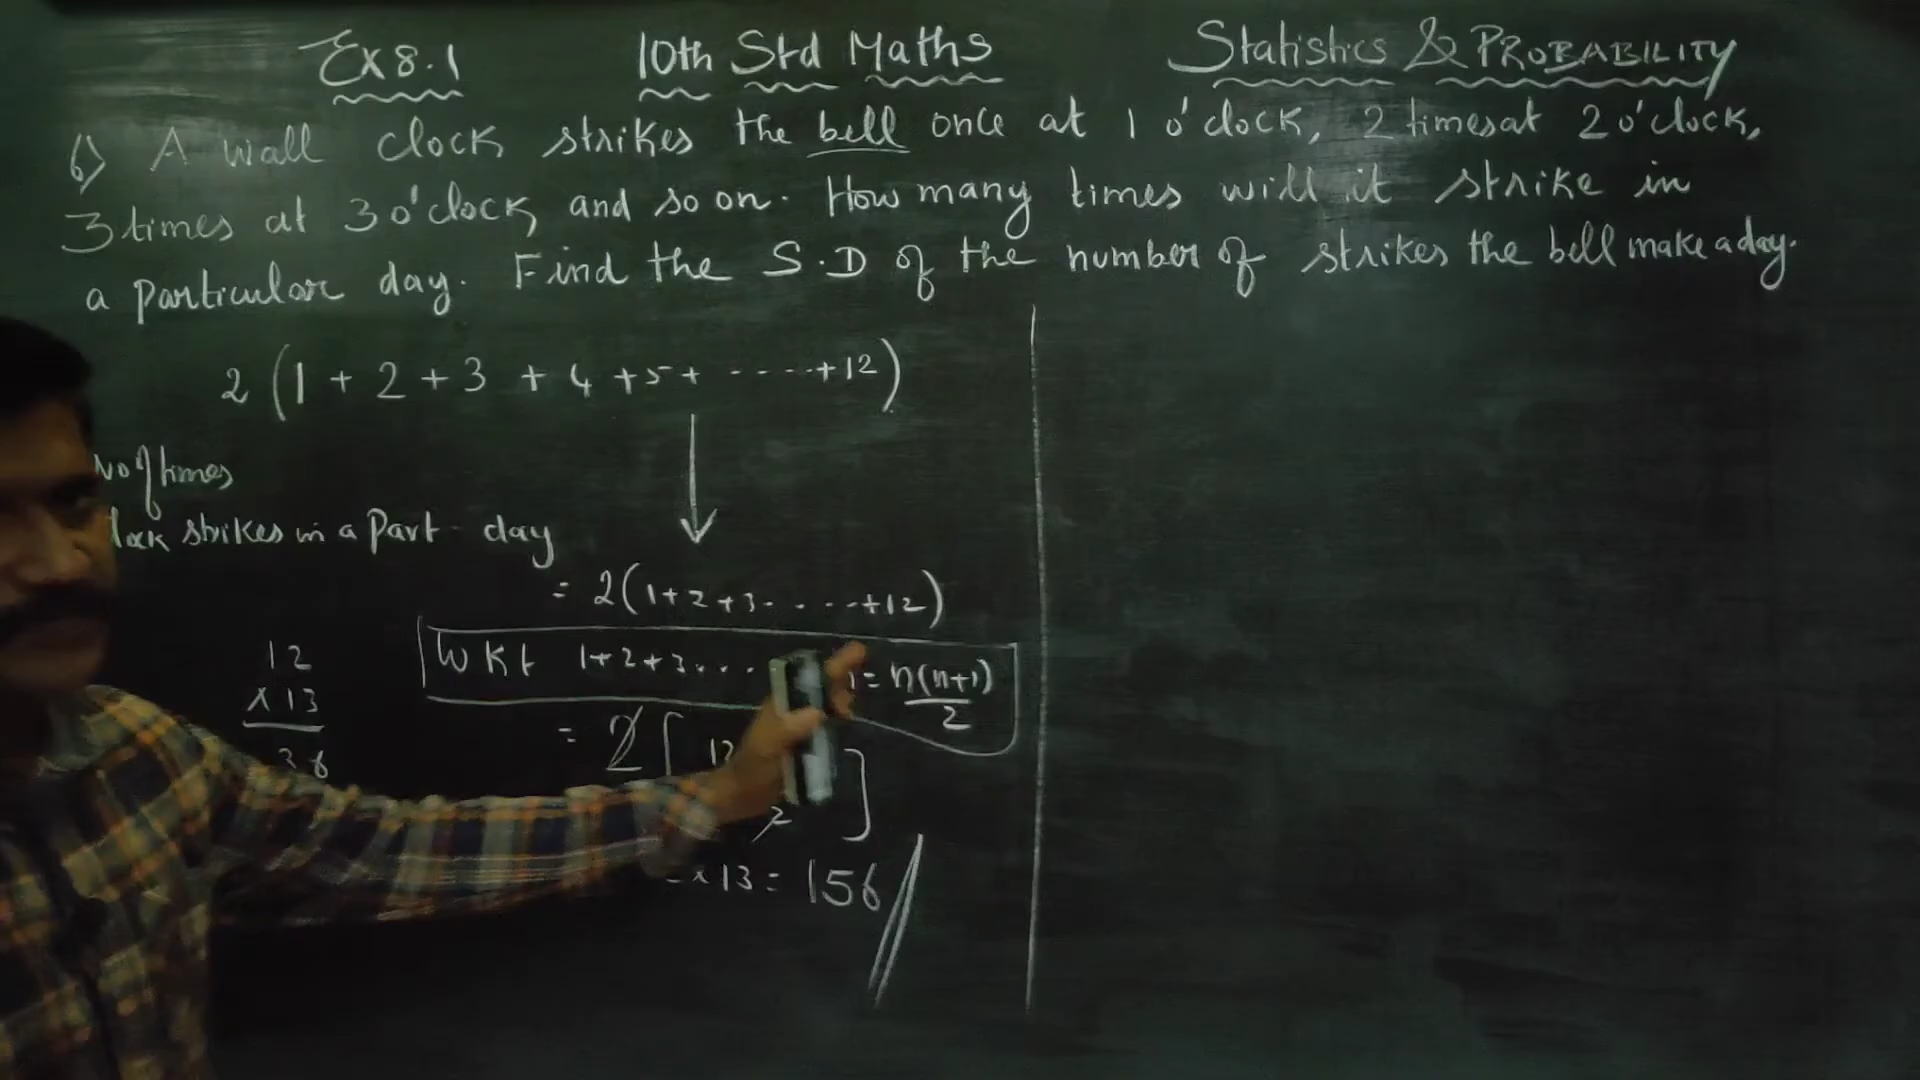 Ex 8.1 10th Std Maths Statistics & PROBABILITY
6) A wall clock strikes the bell once at 1 o'clock, 2 times at 2 o'clock,
3 times at 3 o'clock, and so on. How many times will it strike in
a particular day. Find the S.D of the number of strikes the bell make a day.
2 (1 + 2 + 3 + 4 + 5 + ..... + 12)
No of times
lock strikes in a Part day
= 2(1+2+3.....+12)
WKT 1+2+3... = n(n+1)/2
= 2[ 12 2 ]
x 13 = 156
12
x 13
36